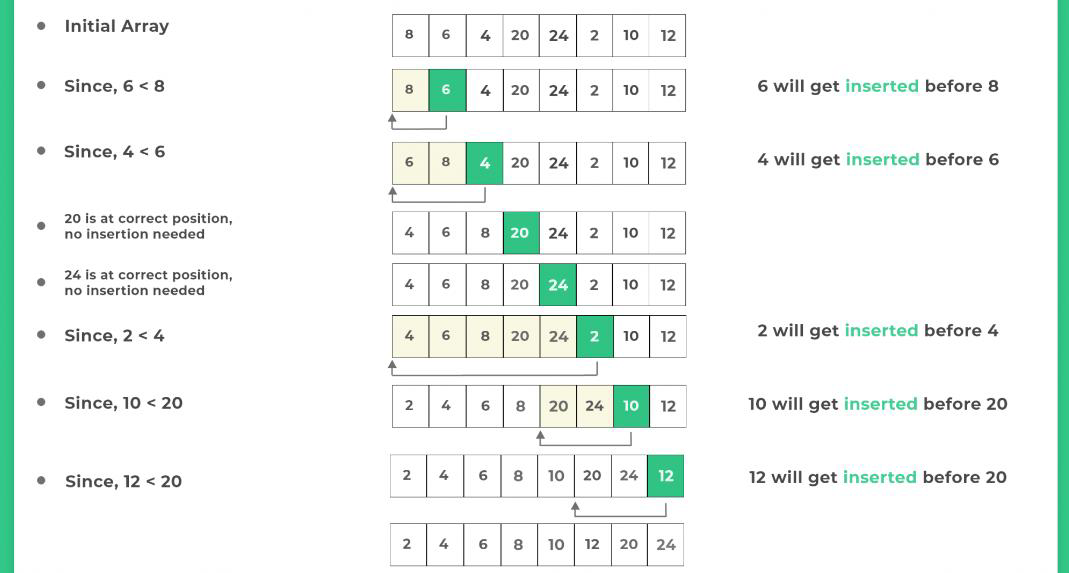 Initial Array
8 6 4 20 24 2 10 12
Since, 6 < 8
8 6 4 20 24 2 10 12
6 will get inserted before 8
Since, 4 < 6
6 8 4 20 24 2 10 12
4 will get inserted before 6
20 is at correct position,
no insertion needed
4 6 8 20 24 2 10 12
24 is at correct position,
no insertion needed
4 6 8 20 24 2 10 12
Since, 2 < 4
4 6 8 20 24 2 10 12
2 will get inserted before 4
Since, 10 < 20
2 4 6 8 20 24 10 12
10 will get inserted before 20
Since, 12 < 20
2 4 6 8 10 20 24 12
12 will get inserted before 20
2 4 6 8 10 12 20 24